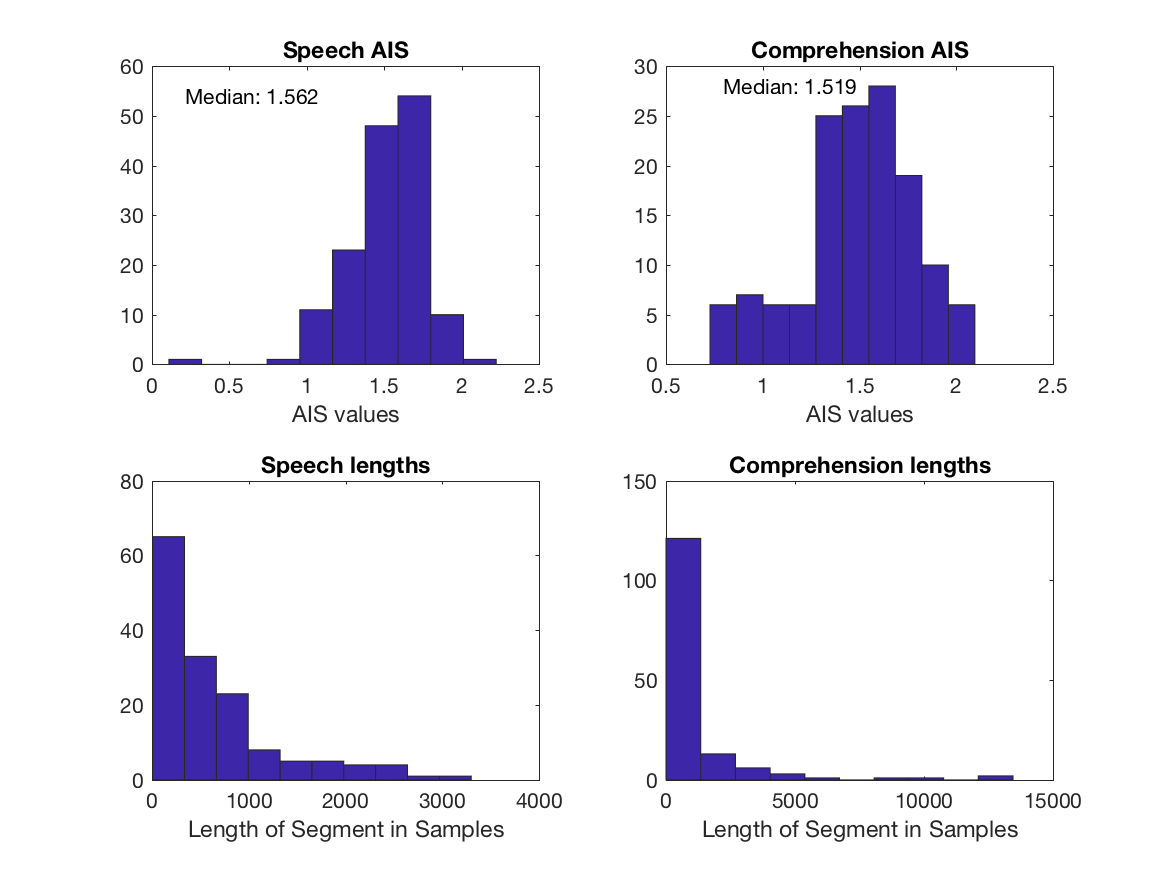 Speech AIS
Median: 1.562
60
50
40
30
20
10
0
0 0.5 1 1.5 2 2.5
AIS values
Comprehension AIS
Median: 1.519
30
25
20
15
10
5
0
0.5 1 1.5 2 2.5
AIS values
Speech lengths
80
60
40
20
0
0 1000 2000 3000 4000
Length of Segment in Samples
Comprehension lengths
150
100
50
0
0 5000 10000 15000
Length of Segment in Samples